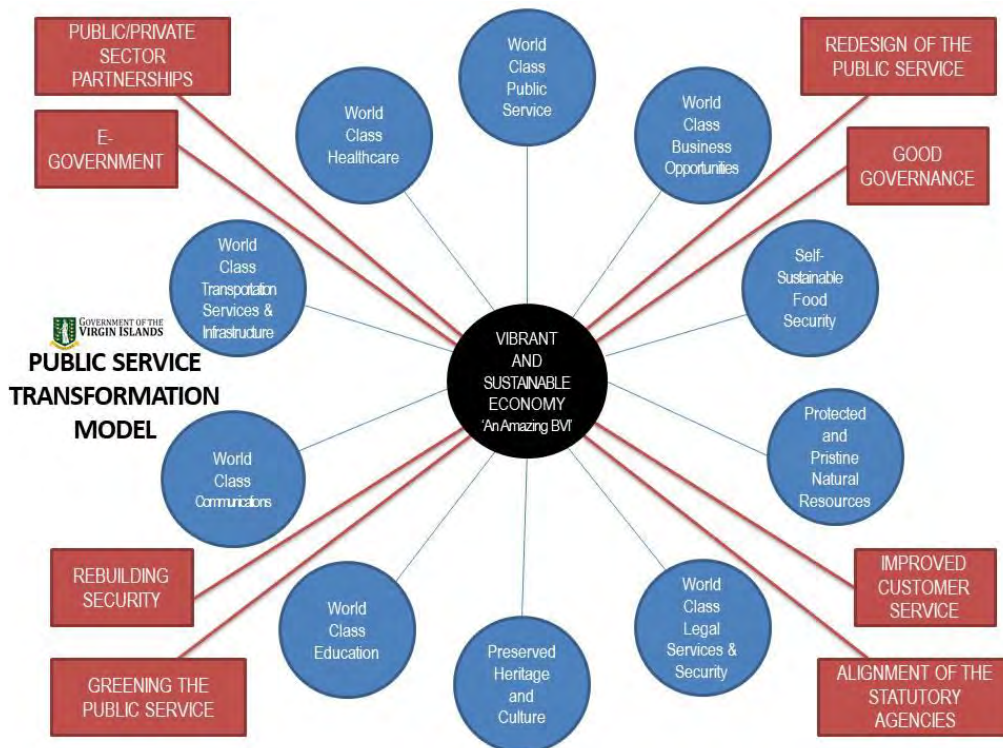 PUBLIC/PRIVATE
SECTOR
PARTNERSHIPS
E-
GOVERNMENT
World
Class
Healthcare
World
Class
Public
Service
World
Class
Business
Opportunities
REDESIGN OF THE
PUBLIC SERVICE
GOOD
GOVERNANCE
World
Class
Transportation
Services &
Infrastructure
Self-
Sustainable
Food
Security
GOVERNMENT OF THE
VIRGIN ISLANDS
PUBLIC SERVICE
TRANSFORMATION
MODEL
VIBRANT
AND
SUSTAINABLE
ECONOMY
'An Amazing BVI'
World
Class
Communications
Protected
and
Pristine
Natural
Resources
REBUILDING
SECURITY
GREENING THE
PUBLIC SERVICE
World
Class
Education
Preserved
Heritage
and
Culture
World
Class
Legal
Services &
Security
IMPROVED
CUSTOMER
SERVICE
ALIGNMENT OF THE
STATUTORY
AGENCIES